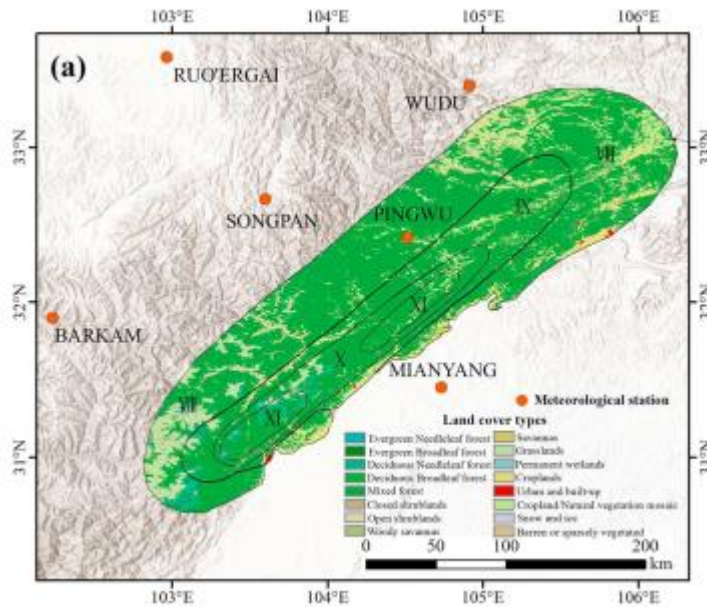 103°E 104°E 105°E 106°E
(a)
RUO'ERGAI
WUDU
33°N 33°N
VIII
SONGPAN
PINGWU
IX
32°N 32°N
XI
BARKAM
X
MIANYANG
VIII
XI
Meteorological station
Land cover types
31°N 31°N
Evergreen Needleleaf forest
Evergreen Broadleaf forest
Deciduous Needleleaf forest
Deciduous Broadleaf forest
Mixed forest
Closed shrublands
Open shrublands
Woody savannas
Savannas
Grasslands
Permanent wetlands
Croplands
Urban and built-up
Cropland/Natural vegetation mosaic
Snow and ice
Barren or sparsely vegetated
0 50 100 200
km
103°E 104°E 105°E 106°E